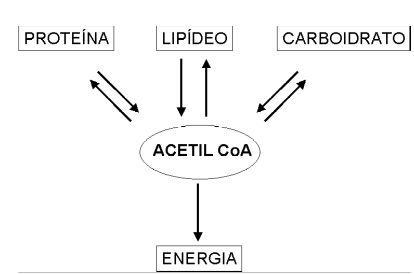 PROTEÍNA
LIPÍDEO
CARBOIDRATO
ACETIL CoA
ENERGIA